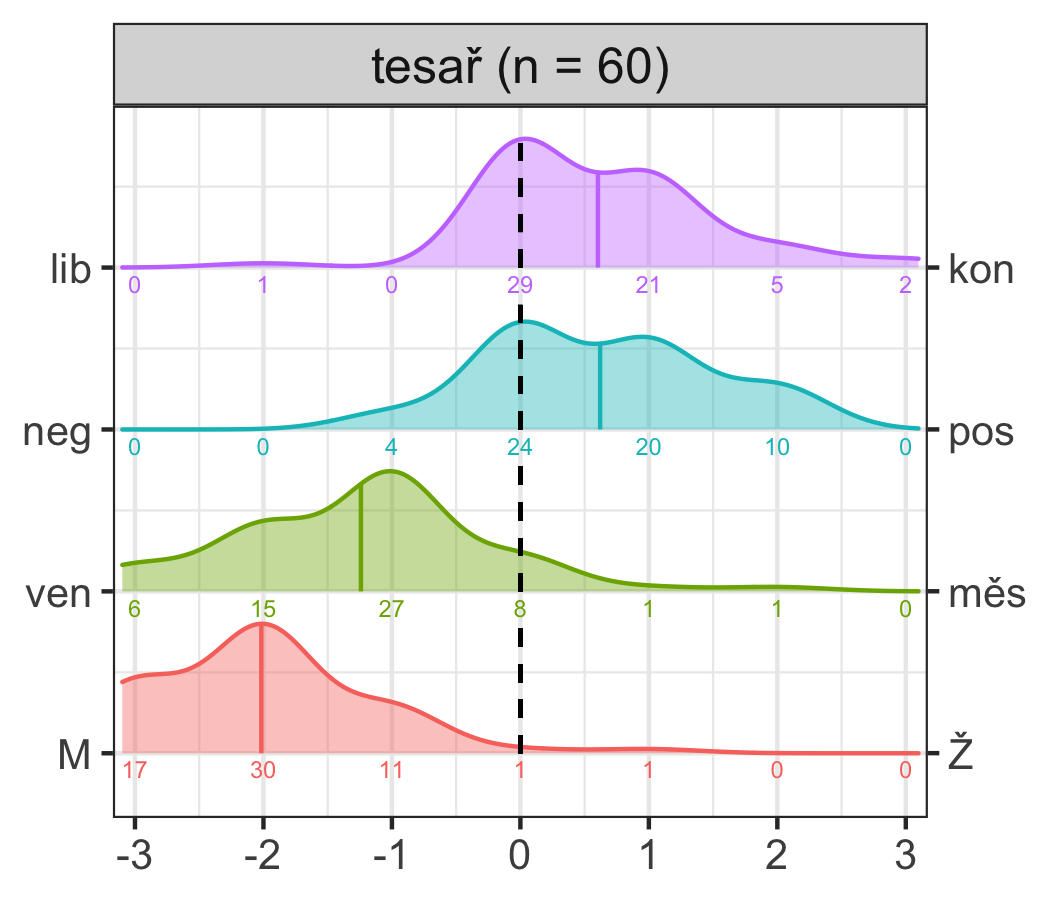 tesař (n = 60)
lib kon
0 1 0 29 21 5 2
neg pos
0 0 4 24 20 10 0
ven měs
6 15 27 8 1 1 0
M Ž
17 30 11 1 1 0 0
-3 -2 -1 0 1 2 3